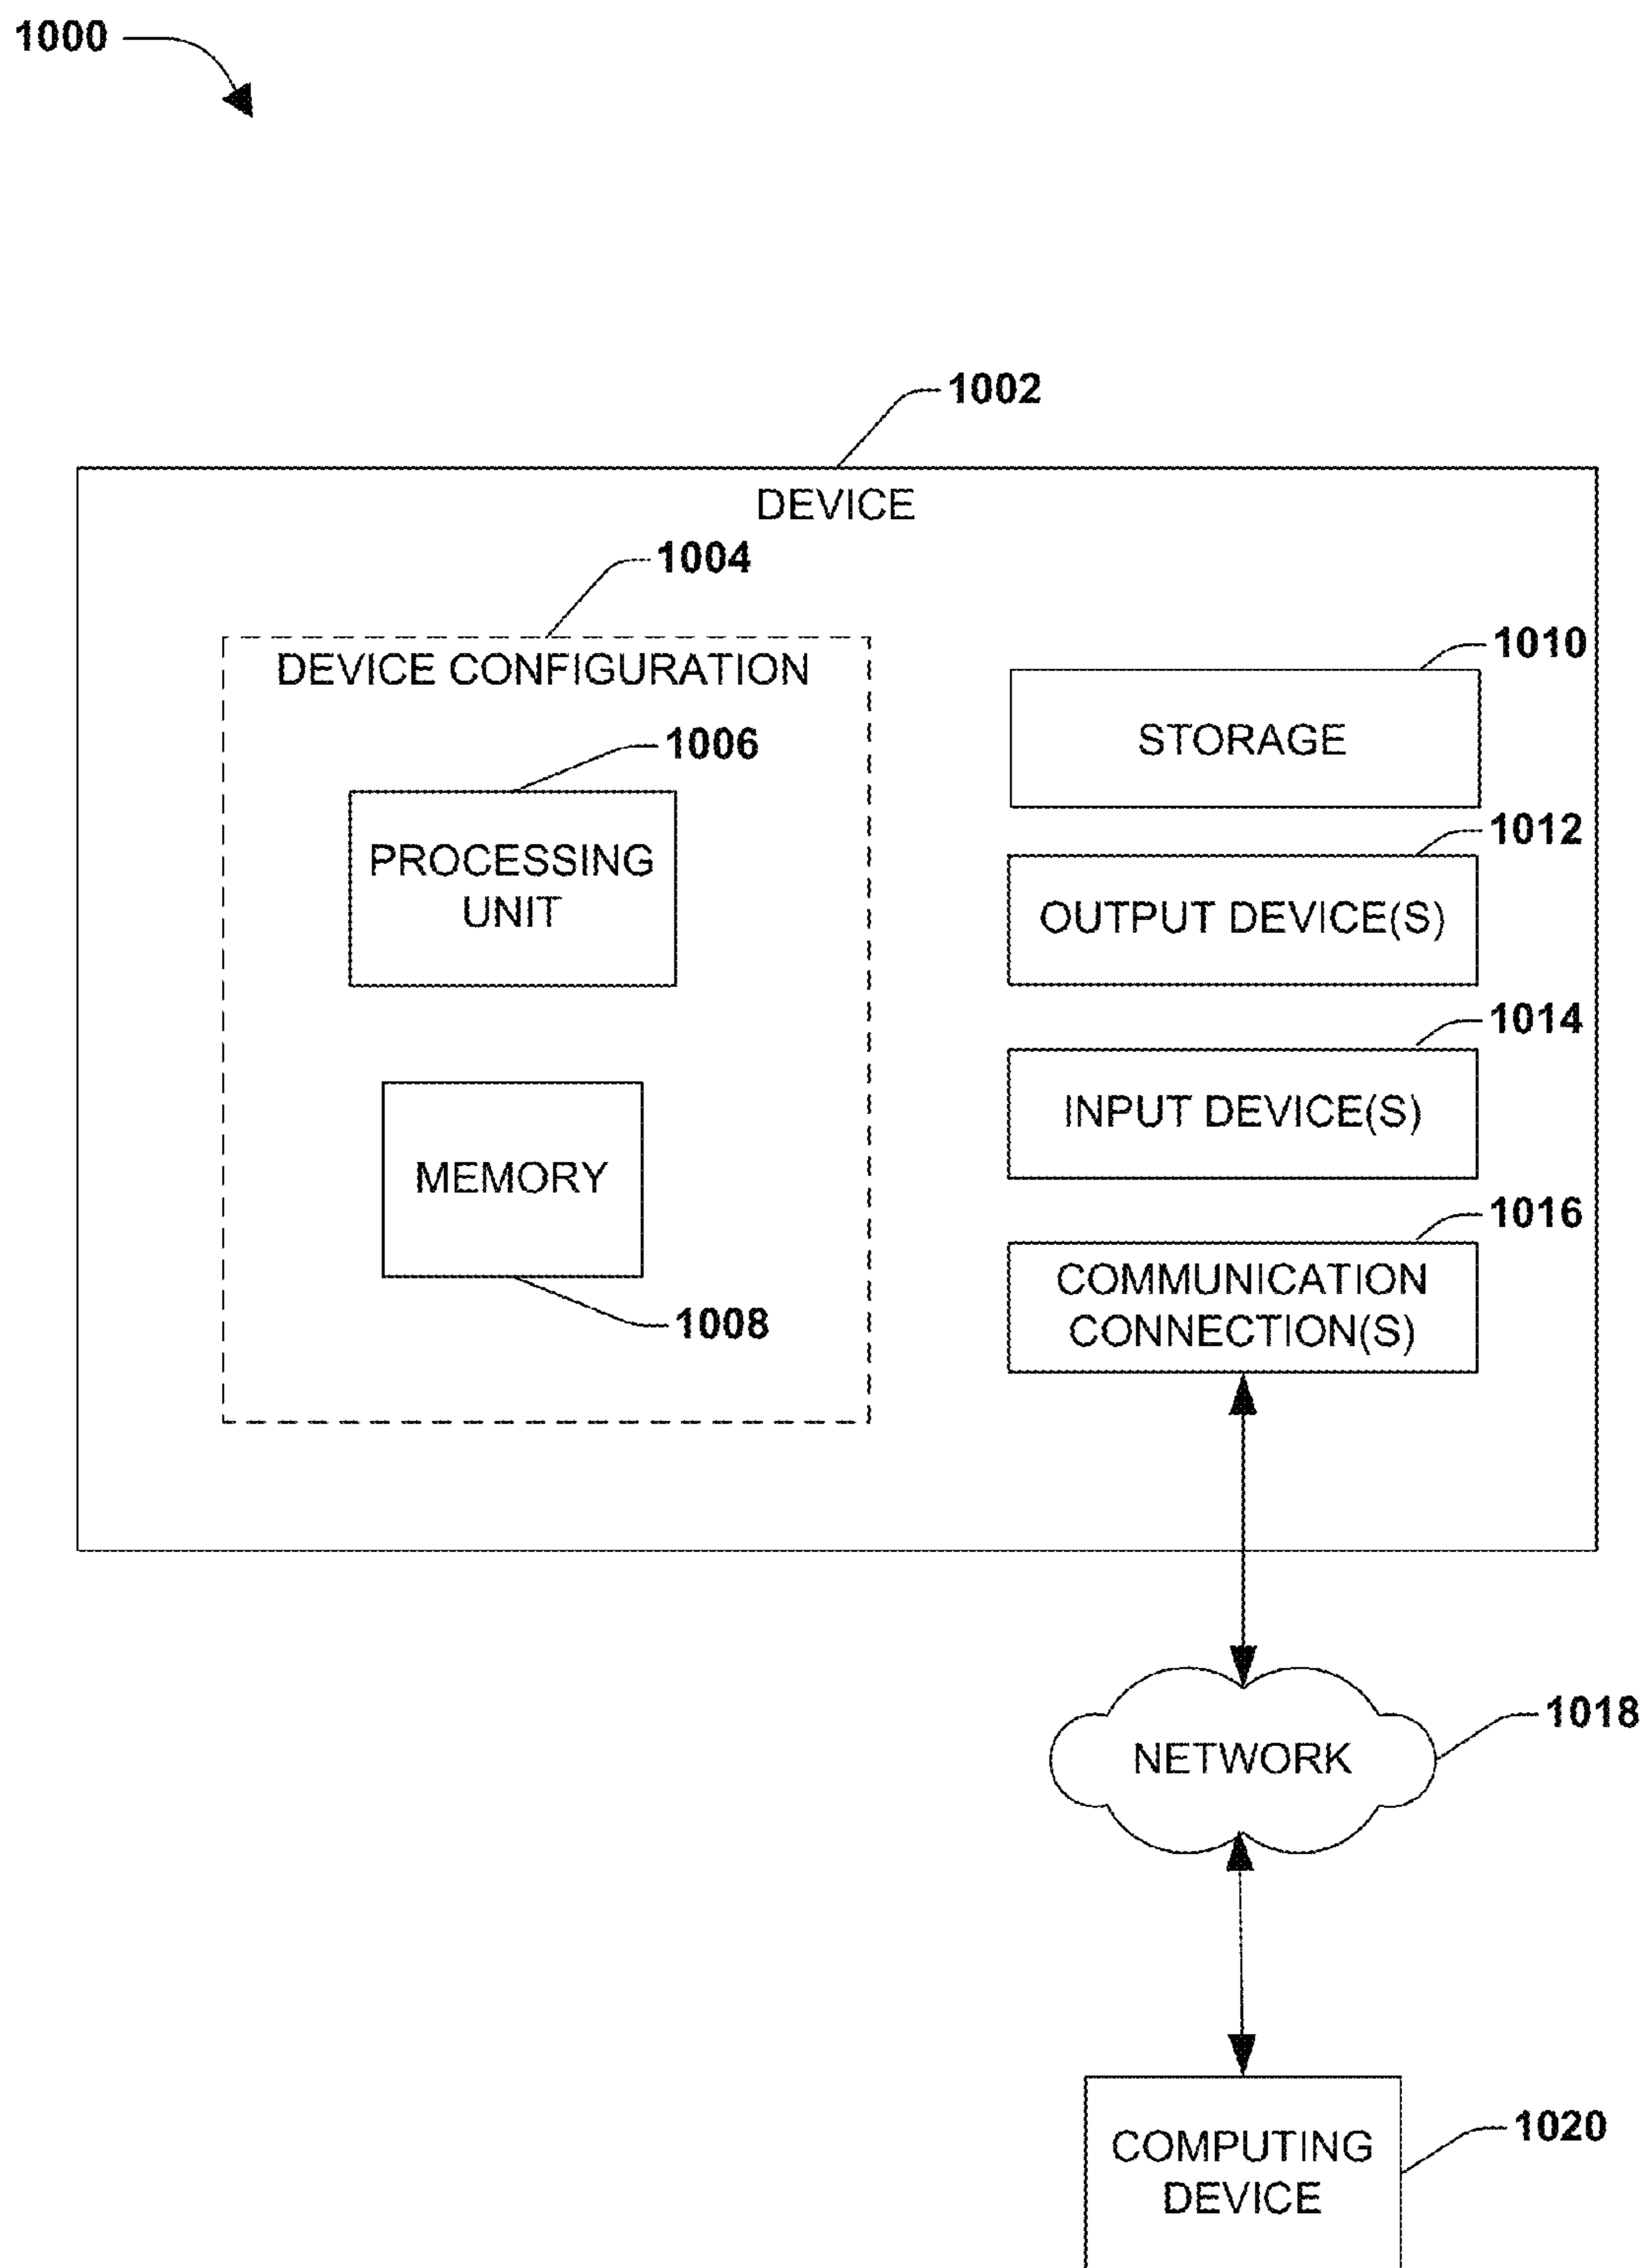 1000
1002
DEVICE
1004
DEVICE CONFIGURATION
1006
PROCESSING
UNIT
MEMORY
1008
1010
STORAGE
1012
OUTPUT DEVICE(S)
1014
INPUT DEVICE(S)
1016
COMMUNICATION
CONNECTION(S)
1018
NETWORK
1020
COMPUTING
DEVICE